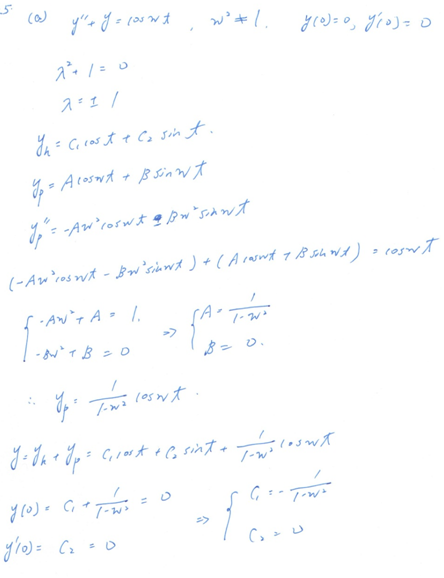 5. (a) y'' + y = cos wt , w² ≠ 1. y(0)=0, y'(0)=0
λ² + 1 = 0
λ = ± 1
y_h = C₁ cos t + C₂ sin t.
y_p = A cos wt + B sin wt
y_p'' = -Aw² cos wt - Bw² sin wt
(-Aw² cos wt - Bw² sin wt) + (A cos wt + B sin wt) = cos wt
{ -Aw² + A = 1. ⇒ { A = 1/(1-w²)
-Bw² + B = 0 B = 0.
∴ y_p = 1/(1-w²) cos wt.
y = y_h + y_p = C₁ cos t + C₂ sin t + 1/(1-w²) cos wt
y(0) = C₁ + 1/(1-w²) = 0 ⇒ { C₁ = - 1/(1-w²)
y'(0) = C₂ = 0 C₂ = 0